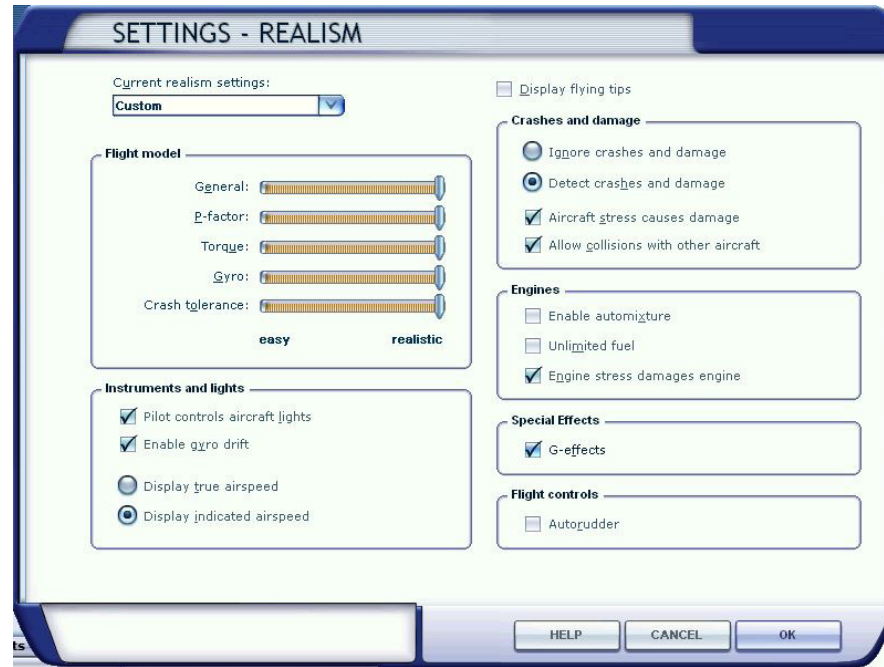 SETTINGS - REALISM
Current realism settings:
Custom
Flight model
General:
P-factor:
Torque:
Gyro:
Crash tolerance:
easy realistic
Instruments and lights
Pilot controls aircraft lights
Enable gyro drift
Display true airspeed
Display indicated airspeed
Display flying tips
Crashes and damage
Ignore crashes and damage
Detect crashes and damage
Aircraft stress causes damage
Allow collisions with other aircraft
Engines
Enable automixture
Unlimited fuel
Engine stress damages engine
Special Effects
G-effects
Flight controls
Autorudder
ts
HELP CANCEL OK